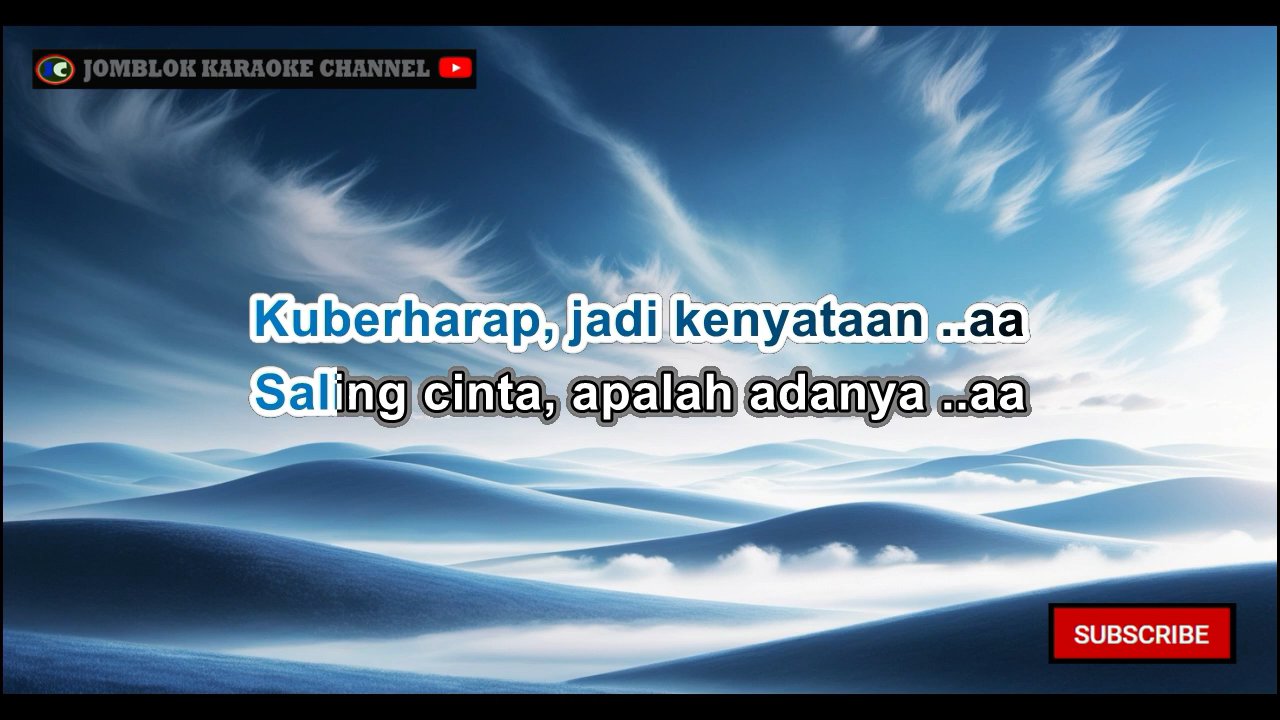 JOMBLOK KARAOKE CHANNEL
Kuberharap, jadi kenyataan ..aa
Saling cinta, apalah adanya ..aa
SUBSCRIBE